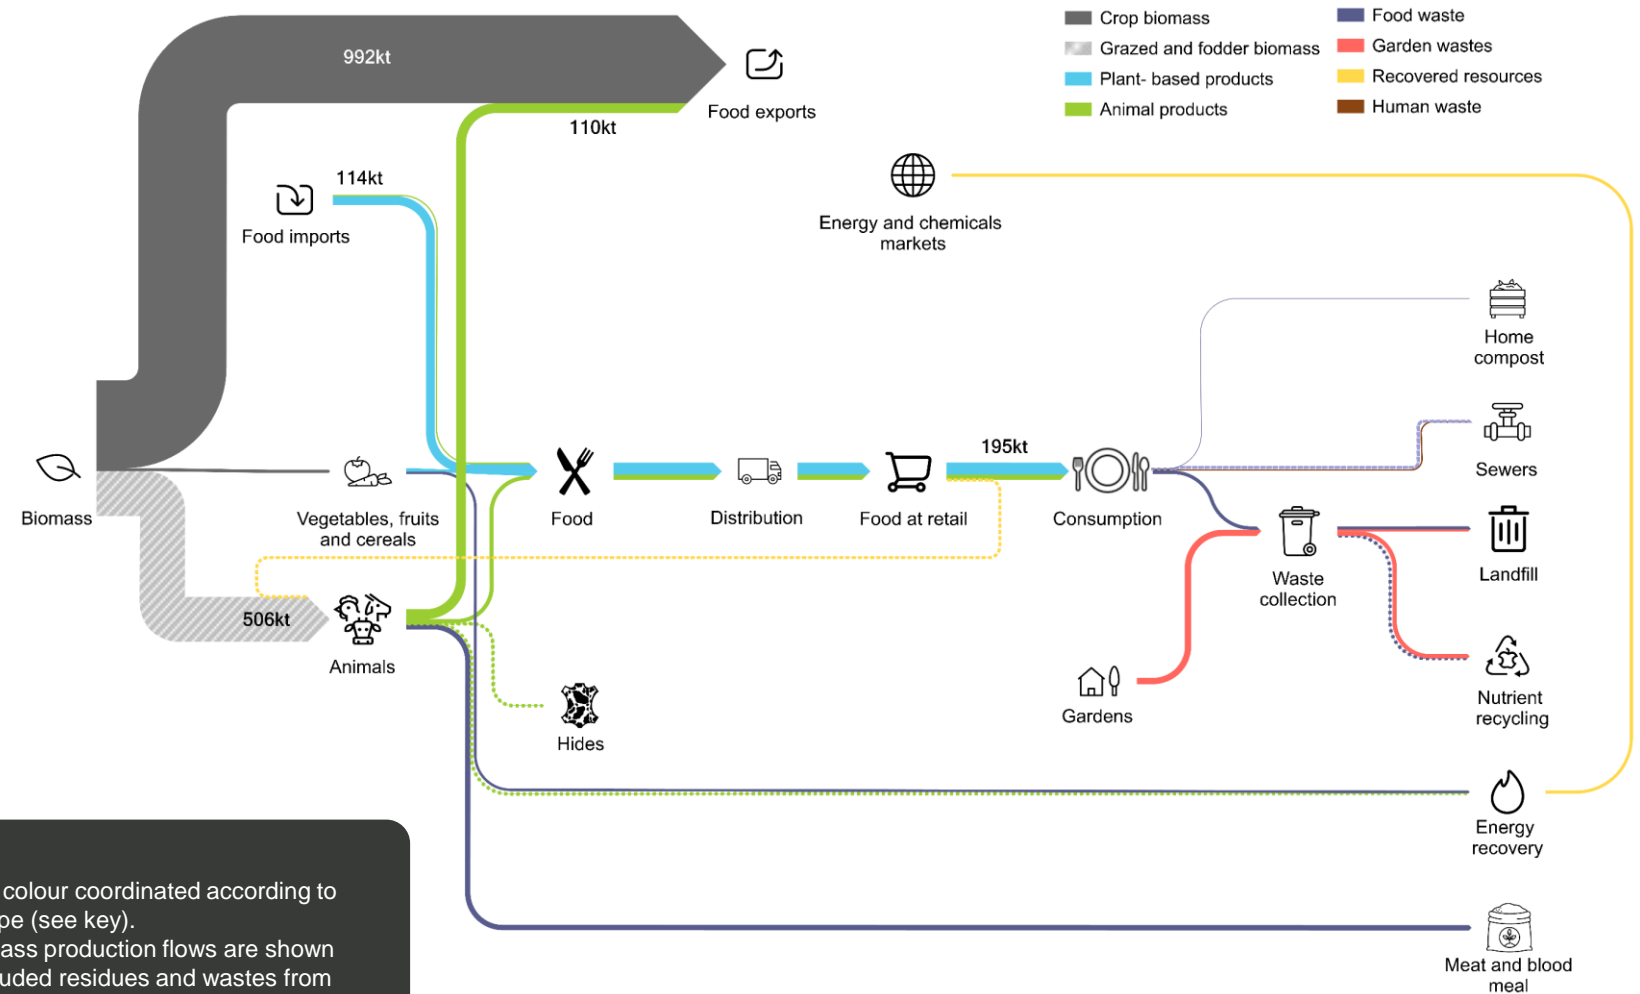 Crop biomass
Grazed and fodder biomass
Plant- based products
Animal products
Food waste
Garden wastes
Recovered resources
Human waste
992kt
Food exports
110kt
114kt
Food imports
Energy and chemicals
markets
Home
compost
195kt
Biomass
Vegetables, fruits
and cereals
Food
Distribution
Food at retail
Consumption
Sewers
Waste
collection
Landfill
506kt
Animals
Gardens
Nutrient
recycling
Hides
Energy
recovery
Meat and blood
meal
colour coordinated according to
pe (see key).
ass production flows are shown
uded residues and wastes from